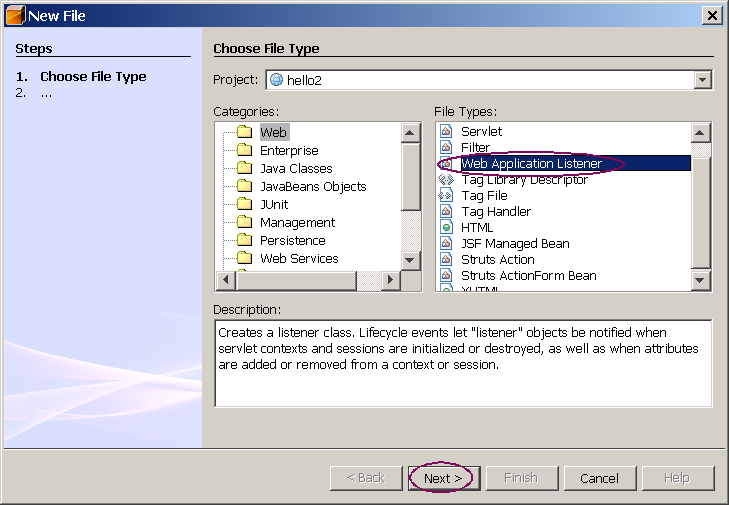 New File
Steps
1. Choose File Type
2. ...
Choose File Type
Project: hello2
Categories:
Web
Enterprise
Java Classes
JavaBeans Objects
JUnit
Management
Persistence
Web Services
File Types:
Servlet
Filter
Web Application Listener
Tag Library Descriptor
Tag File
Tag Handler
HTML
JSF Managed Bean
Struts Action
Struts ActionForm Bean
XHTML
Description:
Creates a listener class. Lifecycle events let "listener" objects be notified when
servlet contexts and sessions are initialized or destroyed, as well as when attributes
are added or removed from a context or session.
< Back Next > Finish Cancel Help